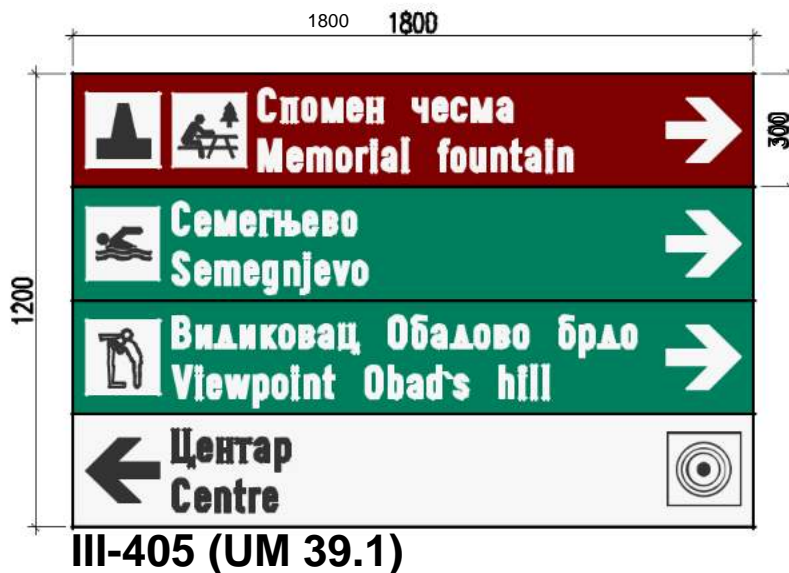 1800 1800
Спомен чесма
Memorial fountain
300
Семегњево
Semegnjevo
1200
Видиковац Обадово брдо
Viewpoint Obad's hill
Центар
Centre
III-405 (UM 39.1)